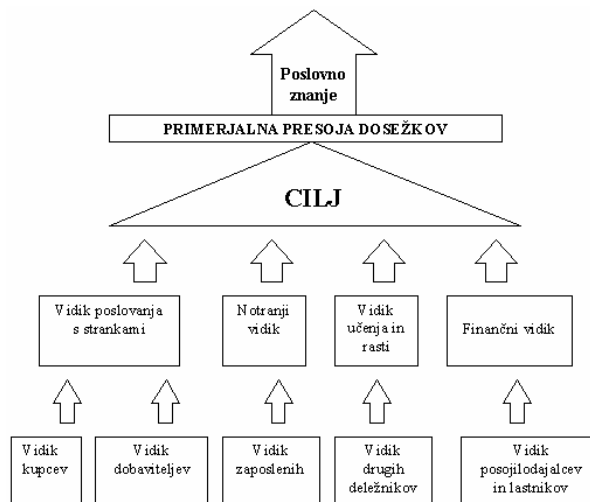 Poslovno
znanje
PRIMERJALNA PRESOJA DOSEŽKOV
CILJ
Vidik poslovanja
s strankami
Notranji
vidik
Vidik
učenja in
rasti
Finančni vidik
Vidik
kupcev
Vidik
dobaviteljev
Vidik
zaposlenih
Vidik
drugih
deležnikov
Vidik
posojilodajalcev
in lastnikov